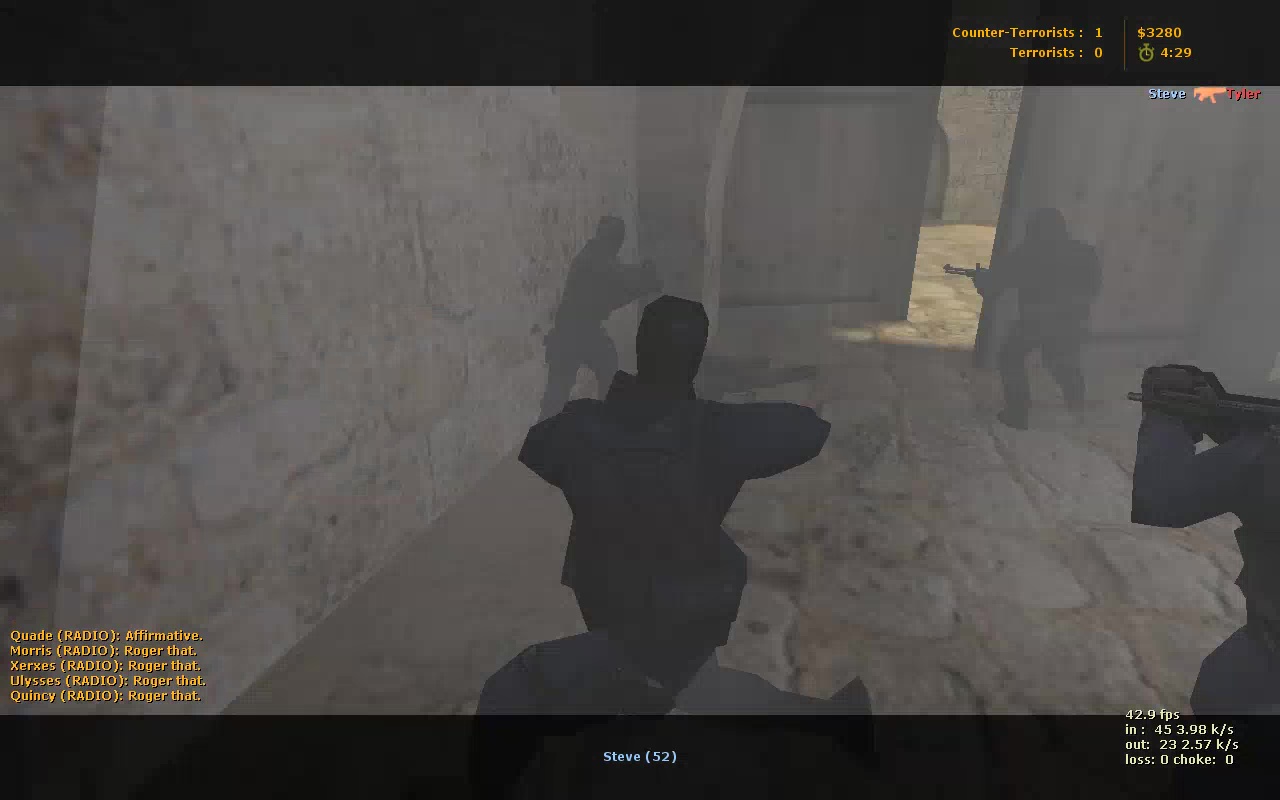 Counter-Terrorists : 1 $3280
Terrorists : 0 4:29
Steve Tyler
Quade (RADIO): Affirmative.
Morris (RADIO): Roger that.
Xerxes (RADIO): Roger that.
Ulysses (RADIO): Roger that.
Quincy (RADIO): Roger that.
42.9 fps
in : 45 3.98 k/s
out: 23 2.57 k/s
loss: 0 choke: 0
Steve (52)